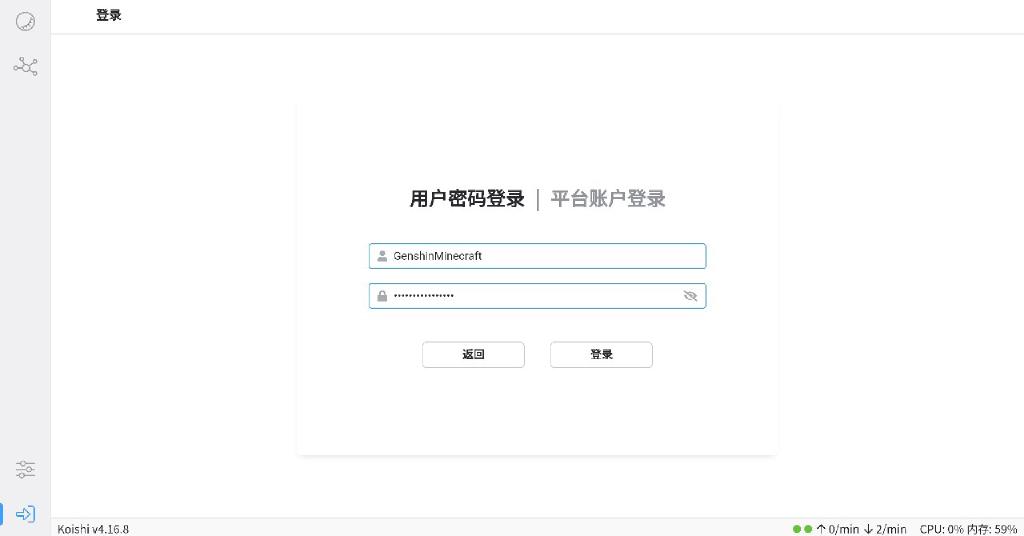 登录
用户密码登录 | 平台账户登录
GenshinMinecraft
••••••••••••••••
返回 登录
Koishi v4.16.8 ↑ 0/min ↓ 2/min CPU: 0% 内存: 59%